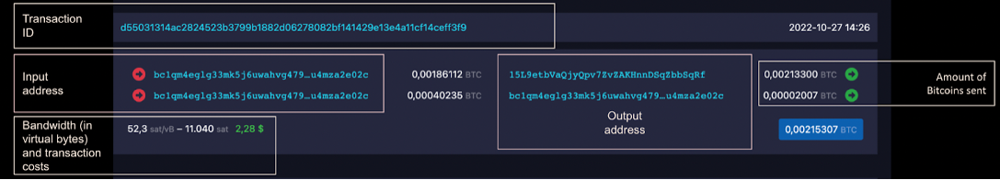 Transaction
ID
d55031314ac2824523b3799b1882d06278082bf141429e13e4a11cf14ceff3f9
2022-10-27 14:26
Input
address
bc1qm4eglg33mk5j6uwahvg479…u4mza2e02c
0,00186112 BTC
bc1qm4eglg33mk5j6uwahvg479…u4mza2e02c
0,00040235 BTC
15L9etbVaQjyQpv7ZvZAKHnnDSqZbbSqRf
0,00213300 BTC
bc1qm4eglg33mk5j6uwahvg479…u4mza2e02c
0,00002007 BTC
Amount of
Bitcoins sent
Output
address
Bandwidth (in
virtual bytes)
and transaction
costs
52,3 sat/vB – 11.040 sat 2,28 $
0,00215307 BTC